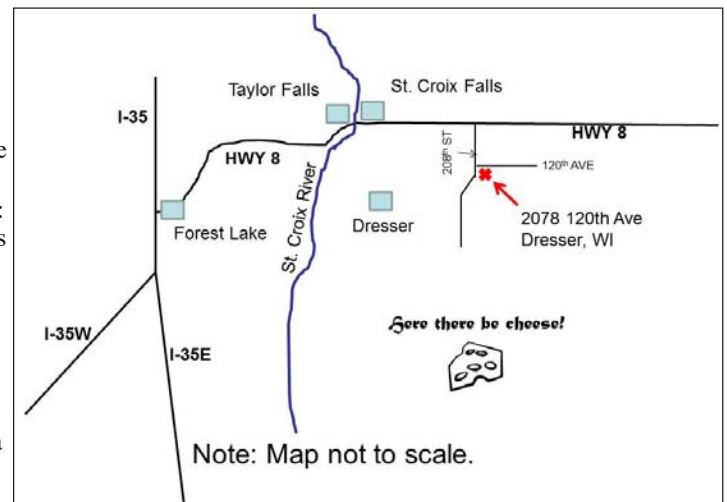 Taylor Falls
St. Croix Falls
I-35
HWY 8
208th ST
120th AVE
HWY 8
St. Croix River
Forest Lake
Dresser
2078 120th Ave
Dresser, WI
Here there be cheese!
I-35W
I-35E
Note: Map not to scale.